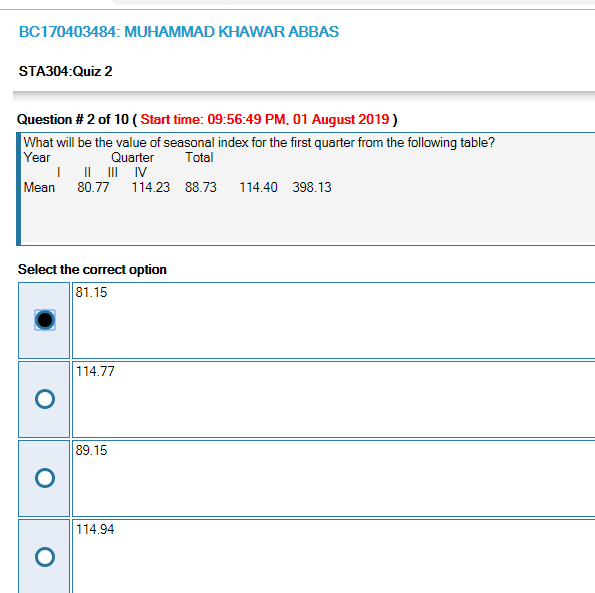 BC170403484: MUHAMMAD KHAWAR ABBAS
STA304:Quiz 2
Question # 2 of 10 ( Start time: 09:56:49 PM, 01 August 2019 )
What will be the value of seasonal index for the first quarter from the following table?
Year Quarter Total
I II III IV
Mean 80.77 114.23 88.73 114.40 398.13
Select the correct option
81.15
114.77
89.15
114.94